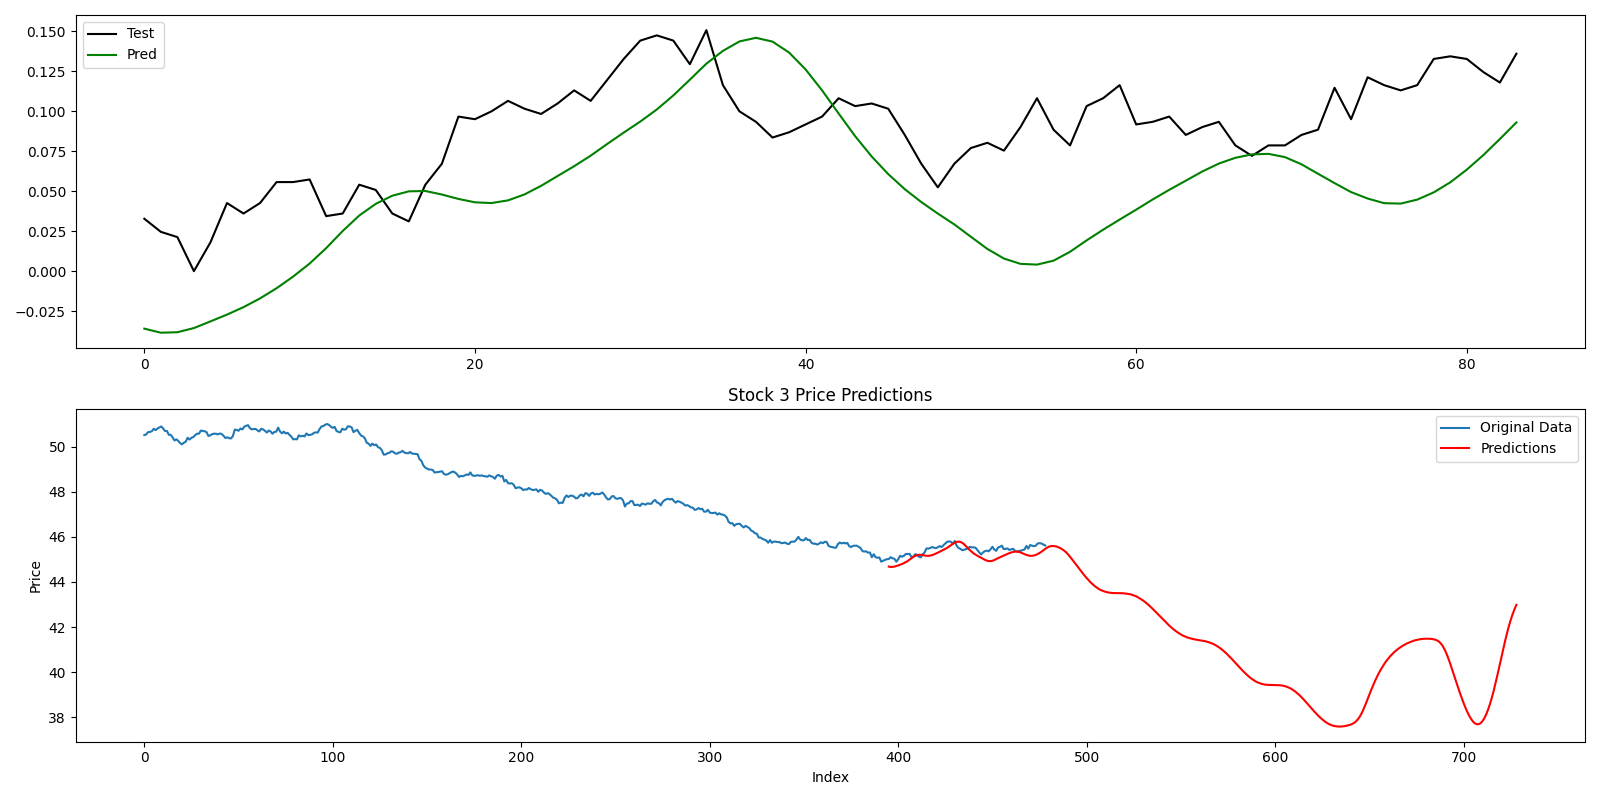 0.150
0.125
0.100
0.075
0.050
0.025
0.000
−0.025
Test
Pred
0 20 40 60 80
Stock 3 Price Predictions
Original Data
Predictions
50
48
46
44
42
40
38
Price
0 100 200 300 400 500 600 700
Index